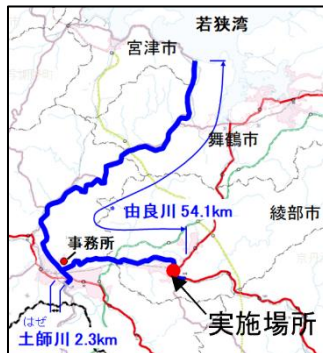 若狭湾
宮津市
舞鶴市
由良川 54.1km
綾部市
事務所
はぜ
土師川 2.3km
実施場所